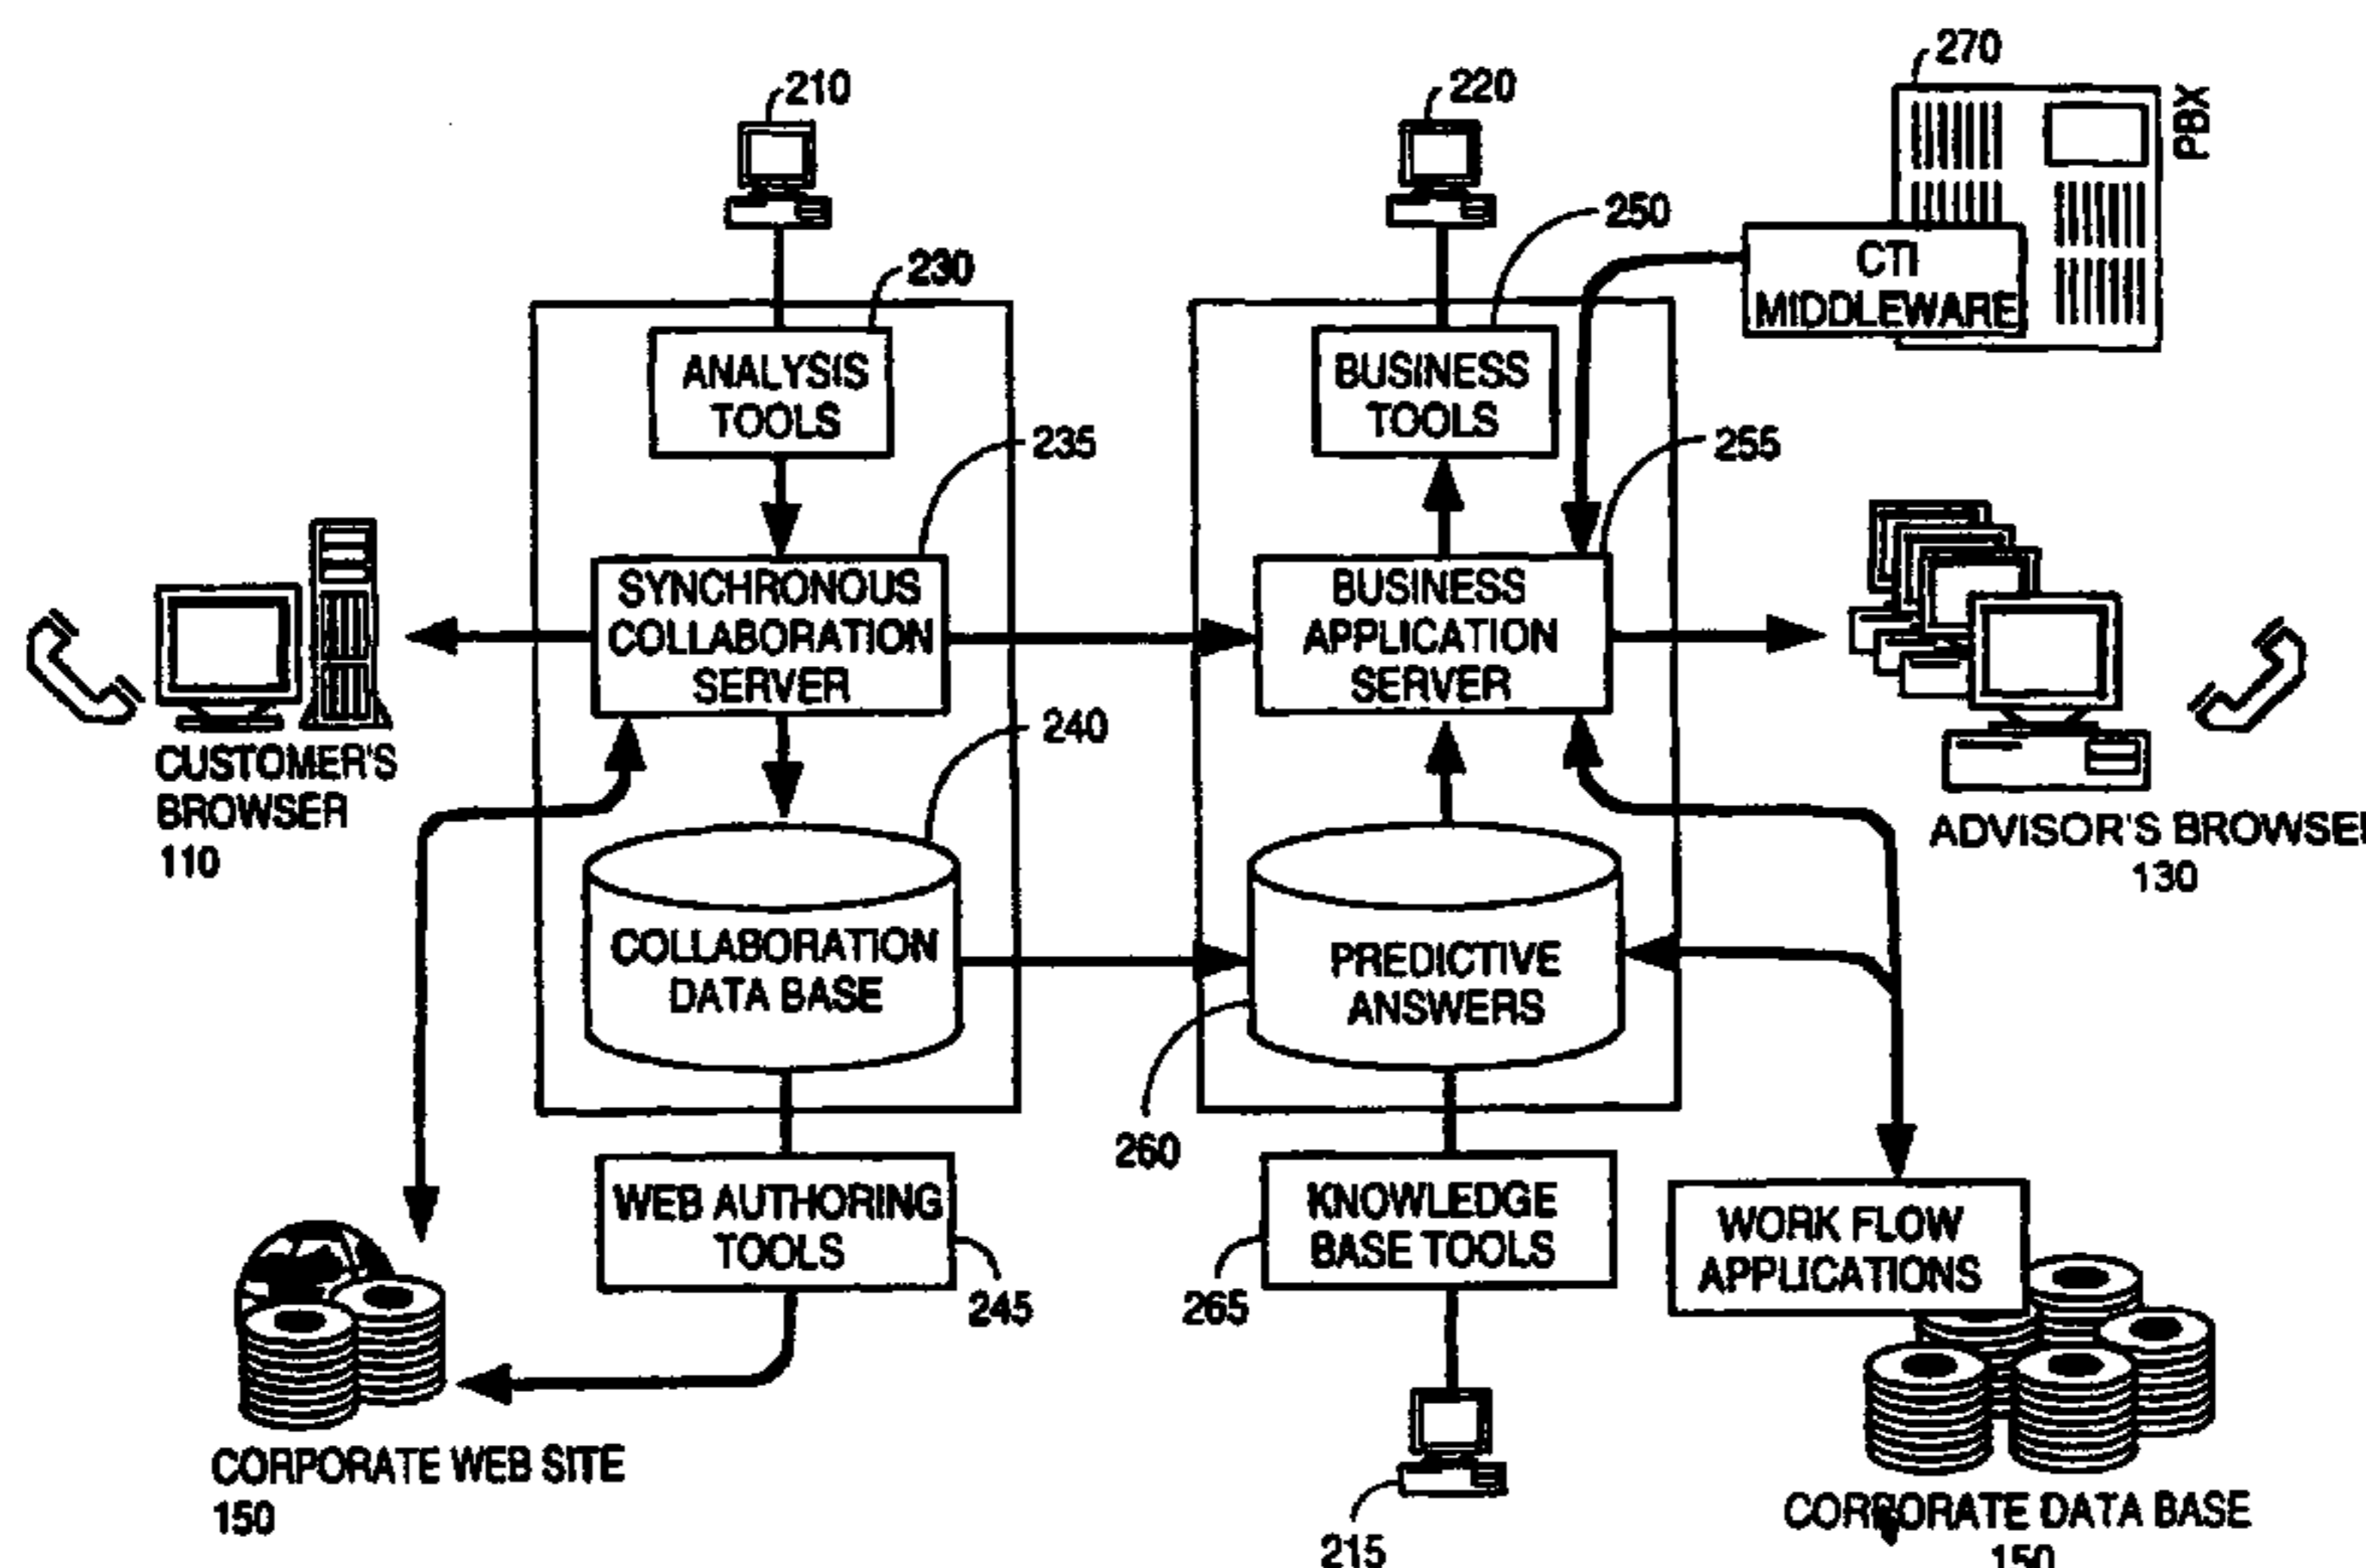 270
210
220
PBX
250
230
CTI
MIDDLEWARE
ANALYSIS
TOOLS
BUSINESS
TOOLS
235
255
SYNCHRONOUS
COLLABORATION
SERVER
BUSINESS
APPLICATION
SERVER
240
CUSTOMER'S
BROWSER
110
ADVISOR'S BROWSER
130
COLLABORATION
DATA BASE
PREDICTIVE
ANSWERS
260
WEB AUTHORING
TOOLS
KNOWLEDGE
BASE TOOLS
WORK FLOW
APPLICATIONS
245
265
CORPORATE WEB SITE
150
CORPORATE DATA BASE
150
215